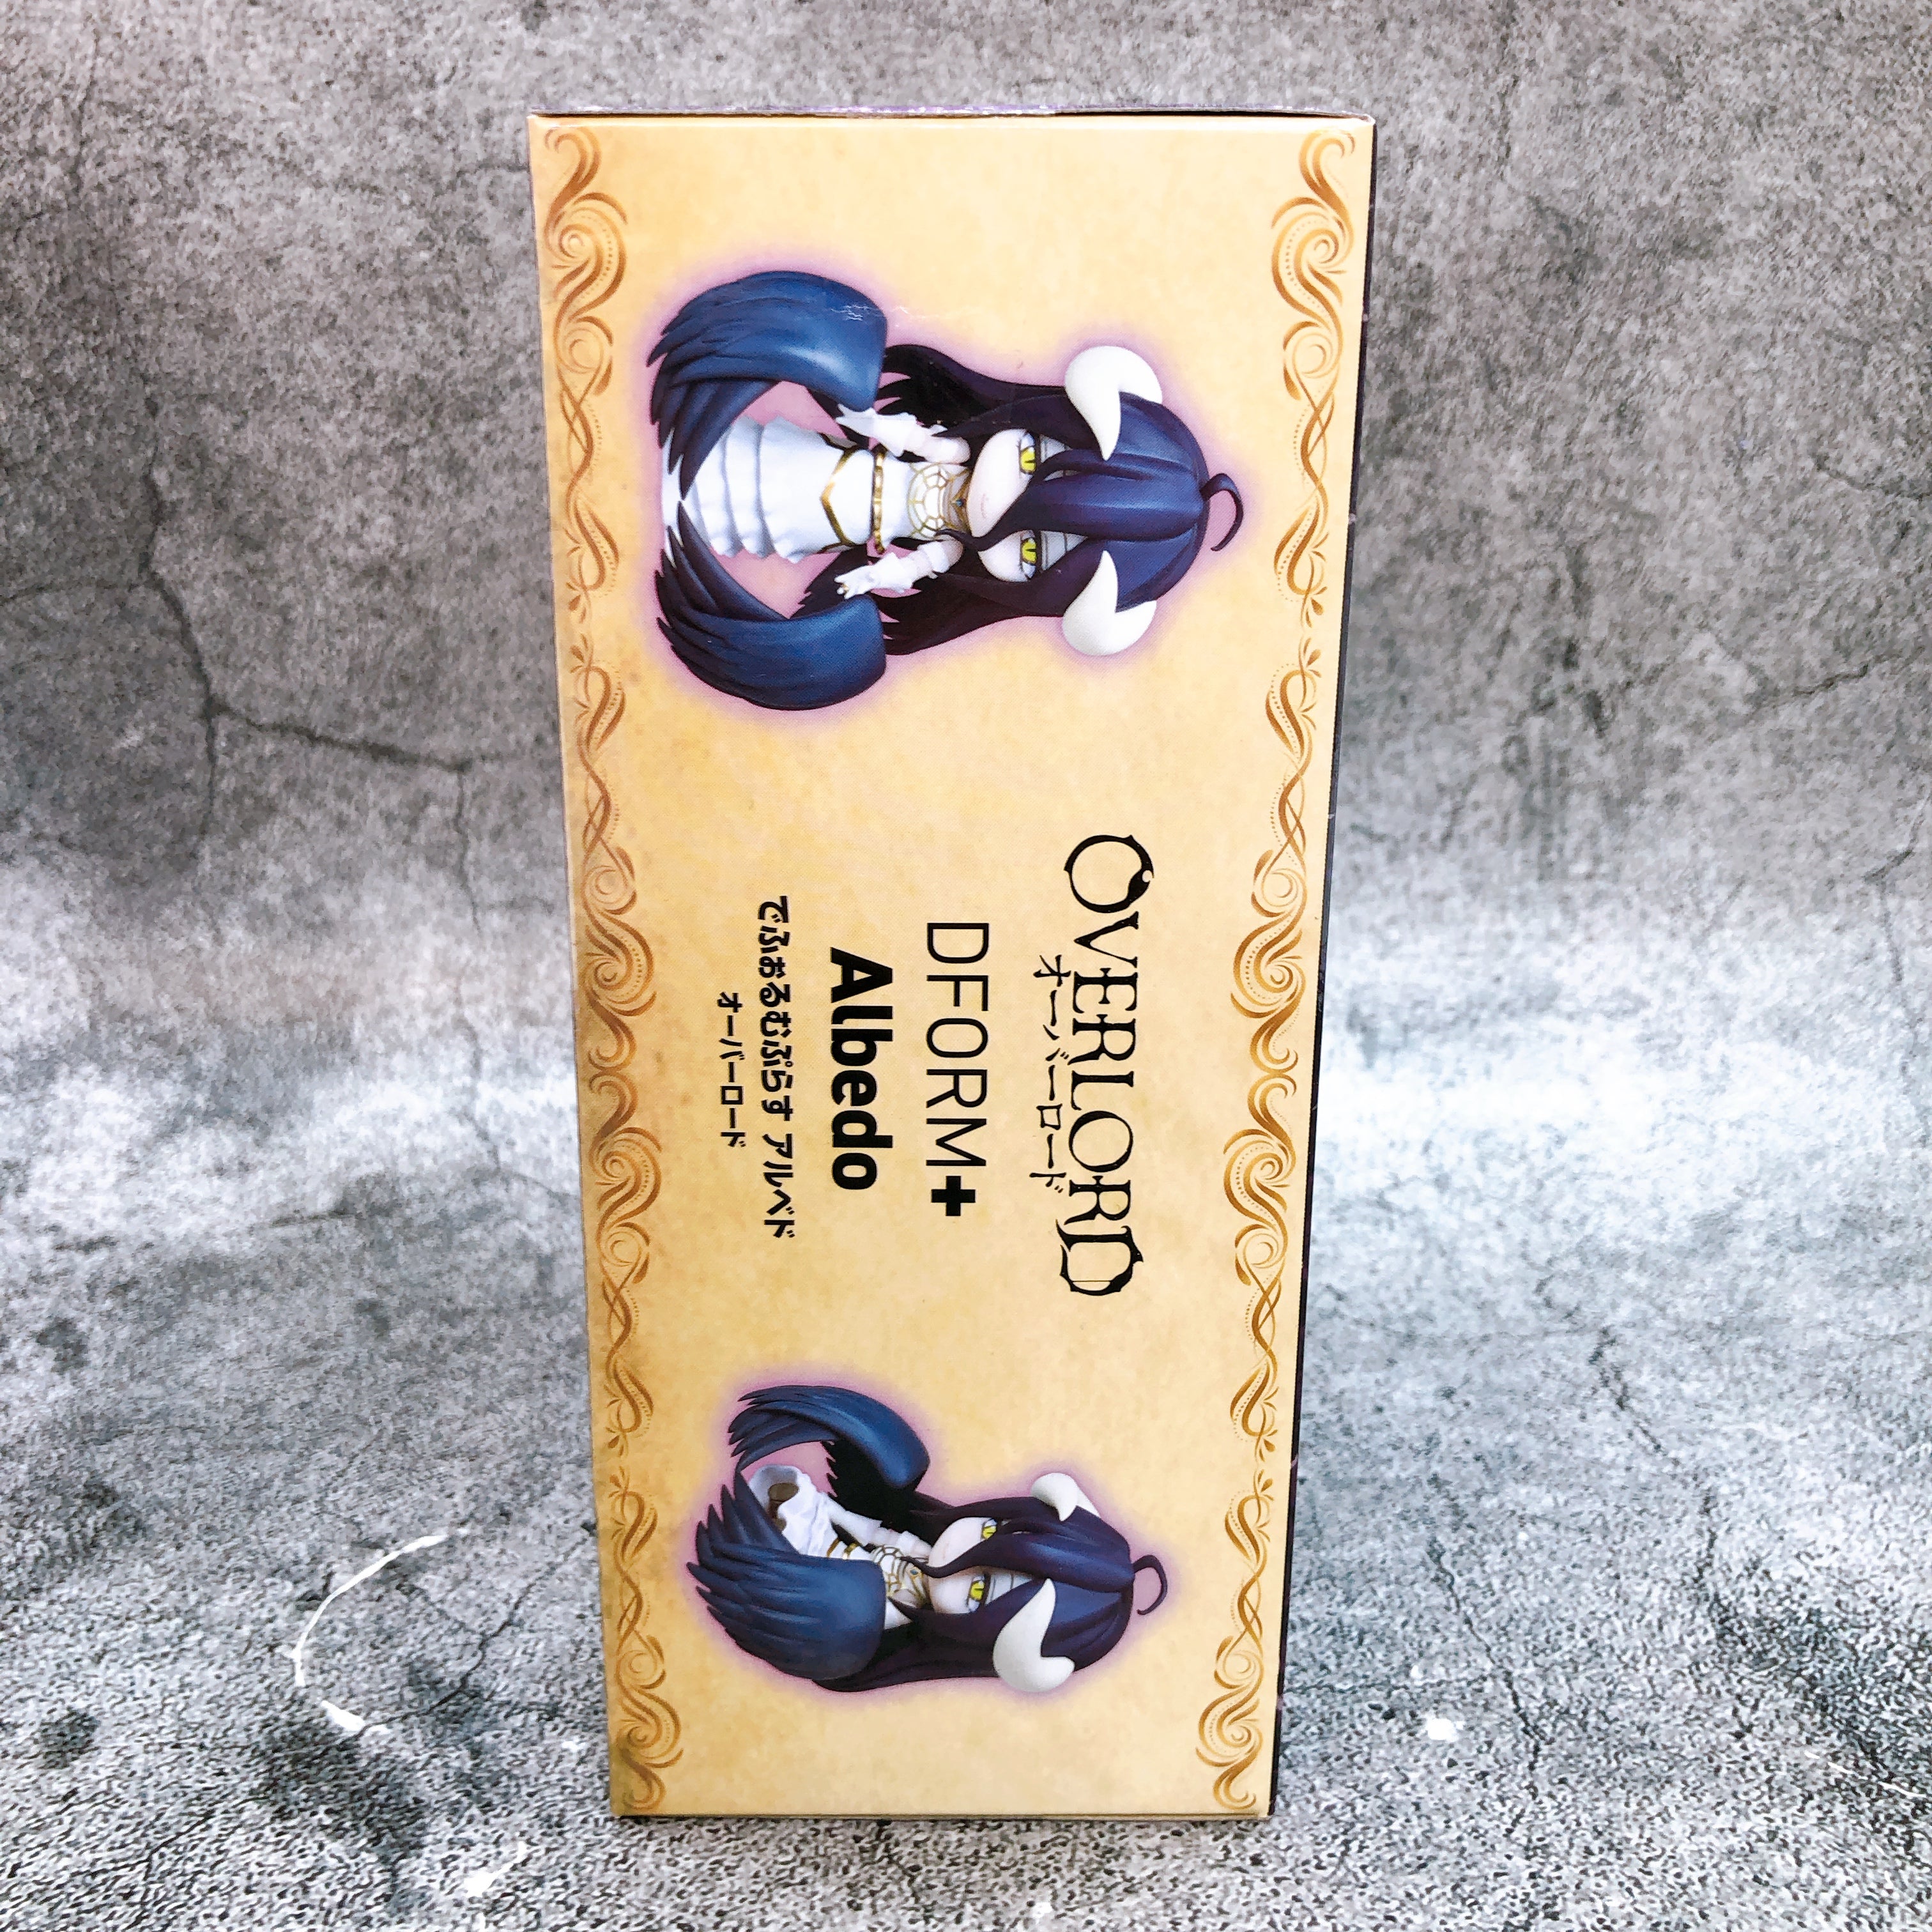 OVERLORD
オーバーロード
DFORM+
Albedo
でふぉるむぷらす アルベド
オーバーロード